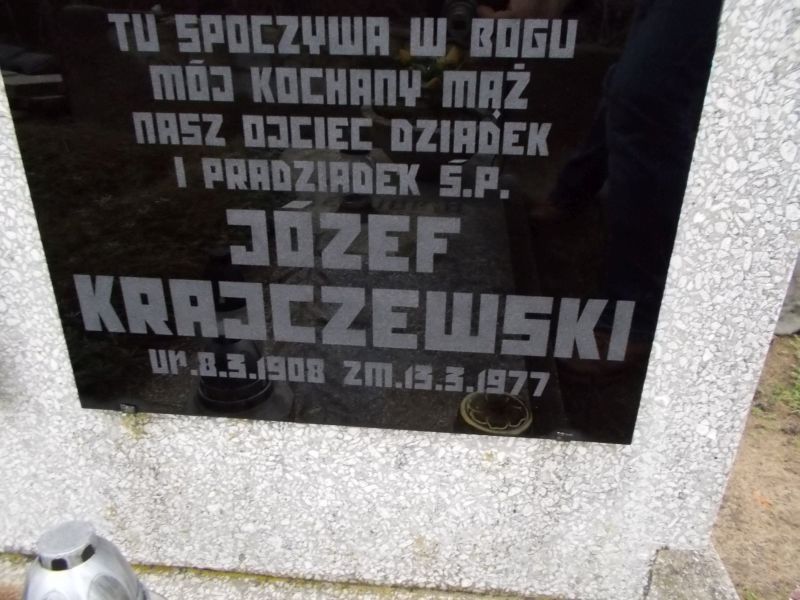 TU SPOCZYWA W BOGU
MÓJ KOCHANY MĄŻ
NASZ OJCIEC DZIADEK
I PRADZIADEK Ś.P.
JÓZEF
KRAJCZEWSKI
ur.8.3.1908 zm.13.3.1977